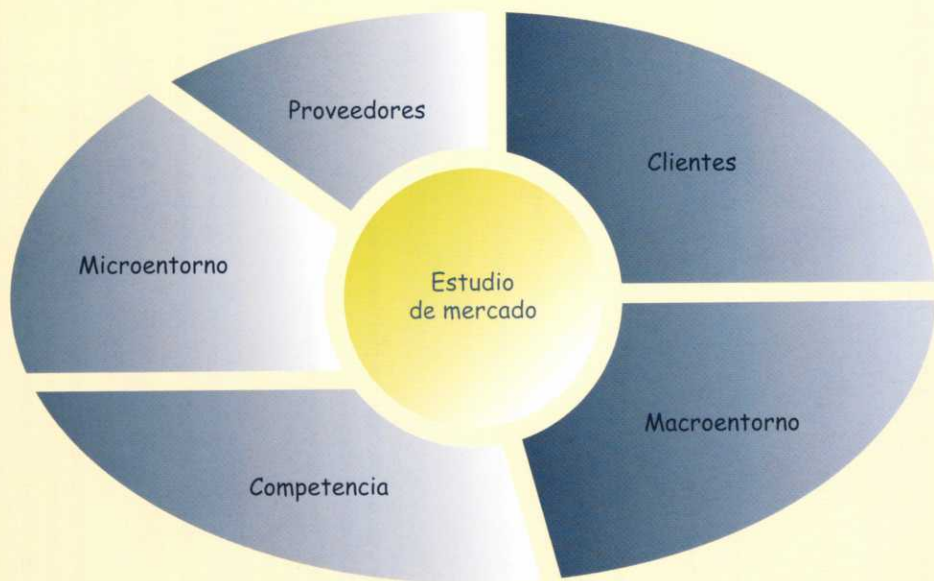 Proveedores
Clientes
Microentorno
Estudio
de mercado
Macroentorno
Competencia